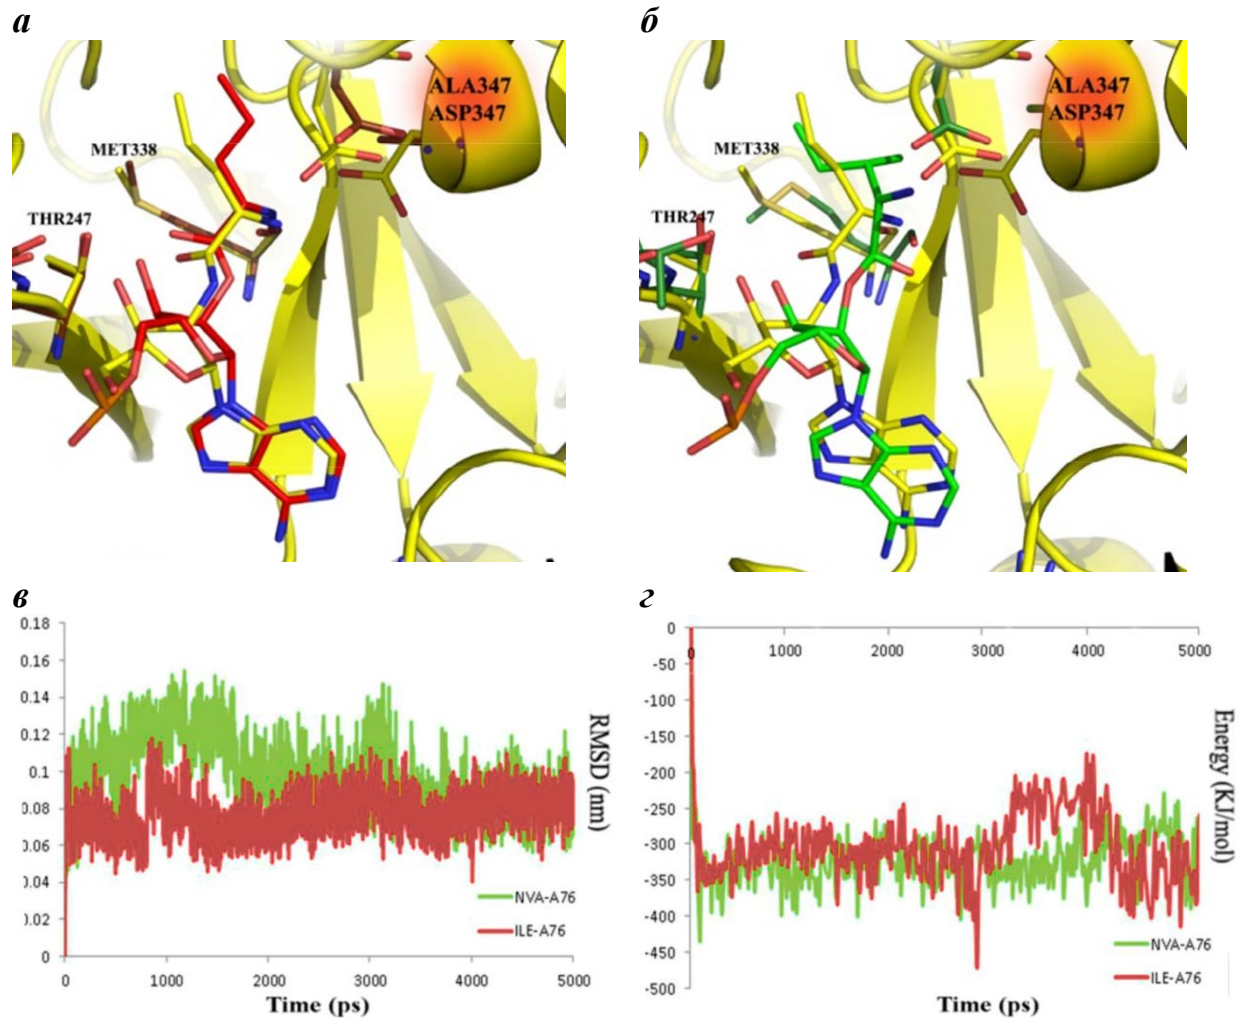 а б
ALA347
ASP347
MET338
THR247
ALA347
ASP347
MET338
THR247
в г
0.18
0.16
0.14
0.12
0.1
0.08
0.06
0.04
0.02
0
0 1000 2000 3000 4000 5000
RMSD (nm)
NVA-A76
ILE-A76
Time (ps)
0
-50
-100
-150
-200
-250
-300
-350
-400
-450
-500
0 1000 2000 3000 4000 5000
Energy (KJ/mol)
NVA-A76
ILE-A76
Time (ps)